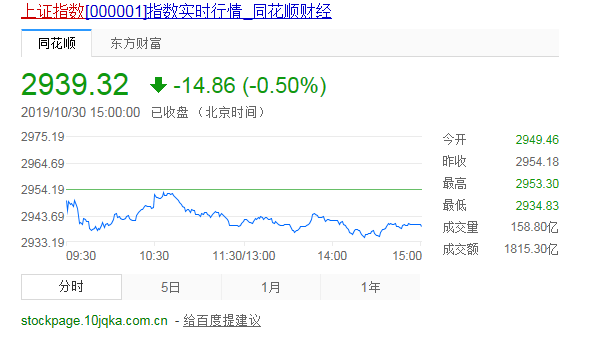 上证指数[000001]指数实时行情_同花顺财经
同花顺 东方财富
2939.32 -14.86 (-0.50%)
2019/10/30 15:00:00 已收盘 （北京时间）
2975.19
2964.69
2954.19
2943.69
2933.19
09:30 10:30 11:30/13:00 14:00 15:00
今开 2949.46
昨收 2954.18
最高 2953.30
最低 2934.83
成交量 158.80亿
成交额 1815.30亿
分时 5日 1月 1年
stockpage.10jqka.com.cn - 给百度提建议